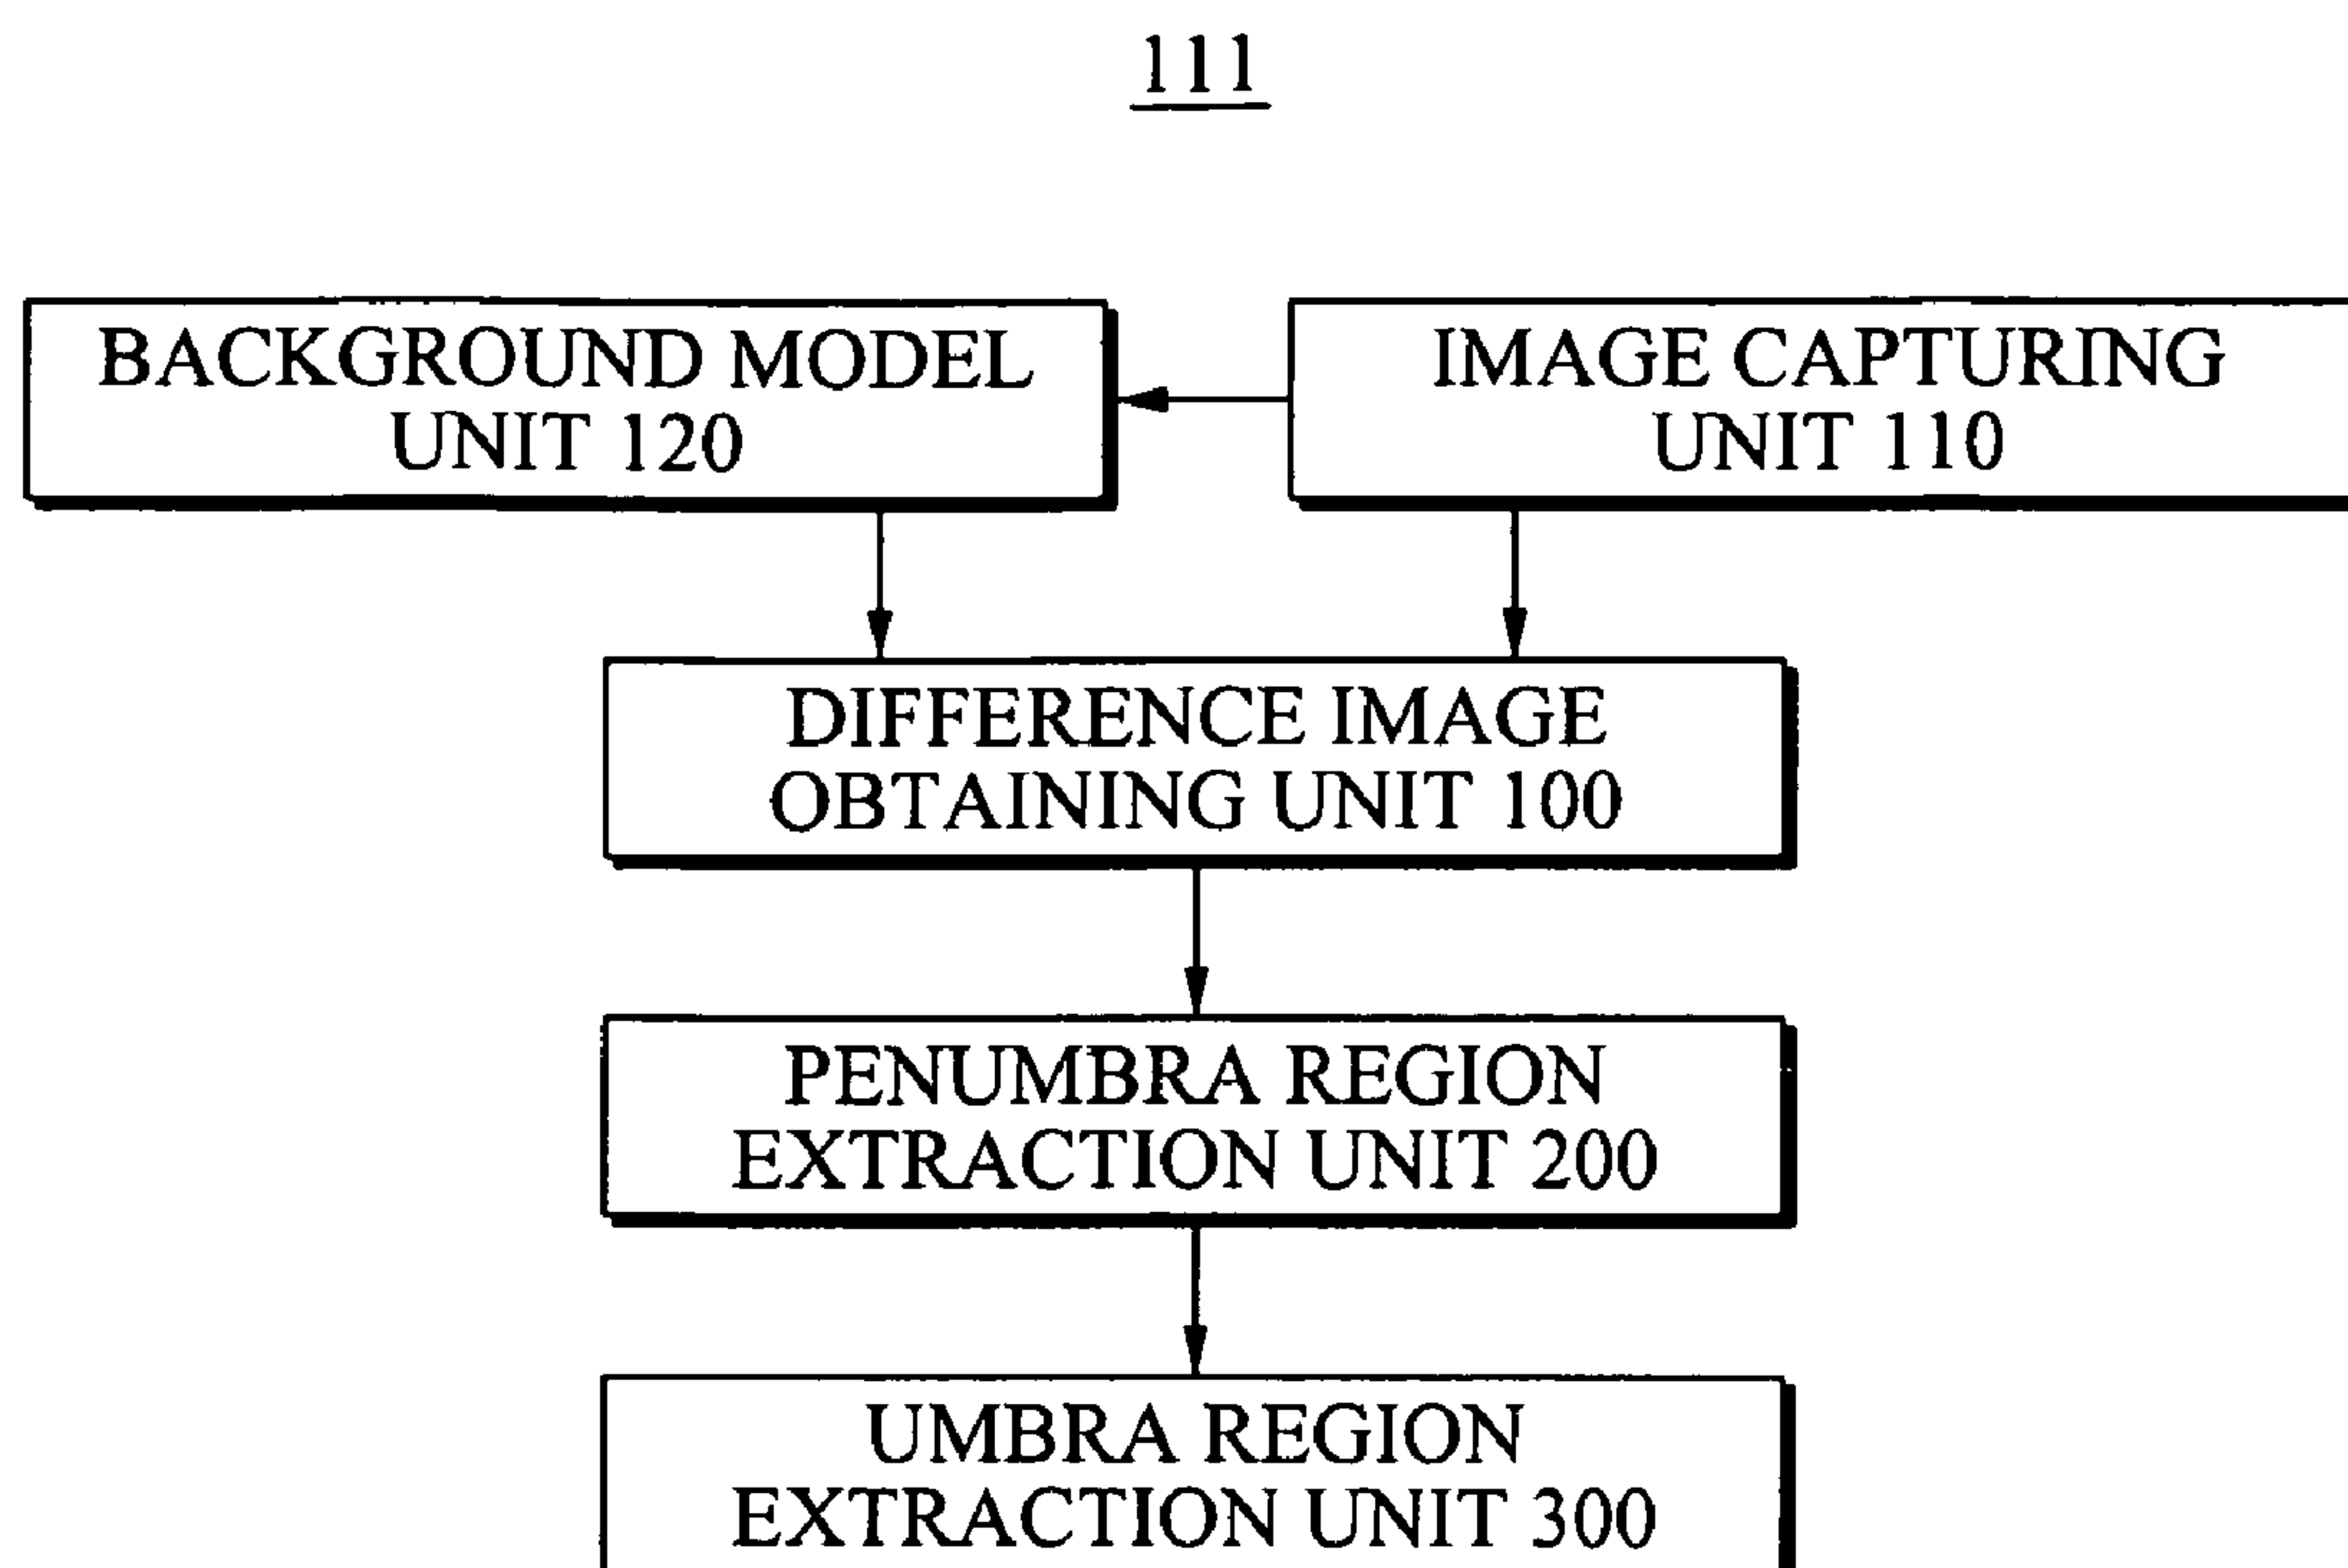 111
BACKGROUND MODEL
UNIT 120
IMAGE CAPTURING
UNIT 110
DIFFERENCE IMAGE
OBTAINING UNIT 100
PENUMBRA REGION
EXTRACTION UNIT 200
UMBRA REGION
EXTRACTION UNIT 300